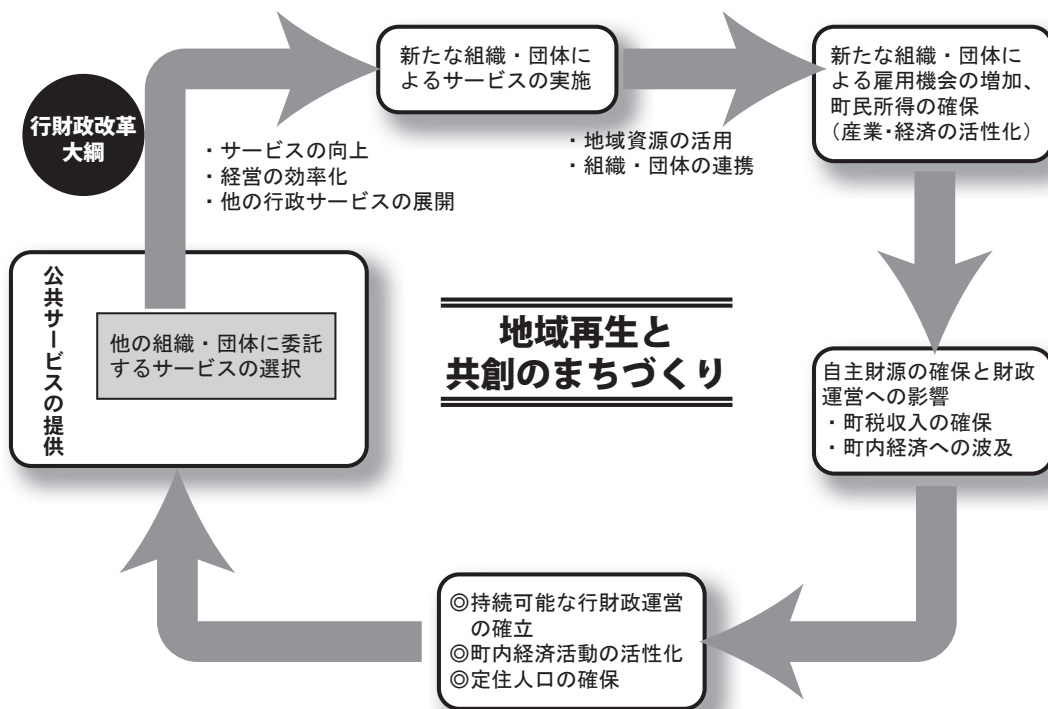 行財政改革
大綱
新たな組織・団体に
よるサービスの実施
新たな組織・団体に
よる雇用機会の増加、
町民所得の確保
（産業・経済の活性化）
・サービスの向上
・経営の効率化
・他の行政サービスの展開
・地域資源の活用
・組織・団体の連携
公共サービスの提供
他の組織・団体に委託
するサービスの選択
地域再生と
共創のまちづくり
自主財源の確保と財政
運営への影響
・町税収入の確保
・町内経済への波及
◎持続可能な行財政運営
の確立
◎町内経済活動の活性化
◎定住人口の確保